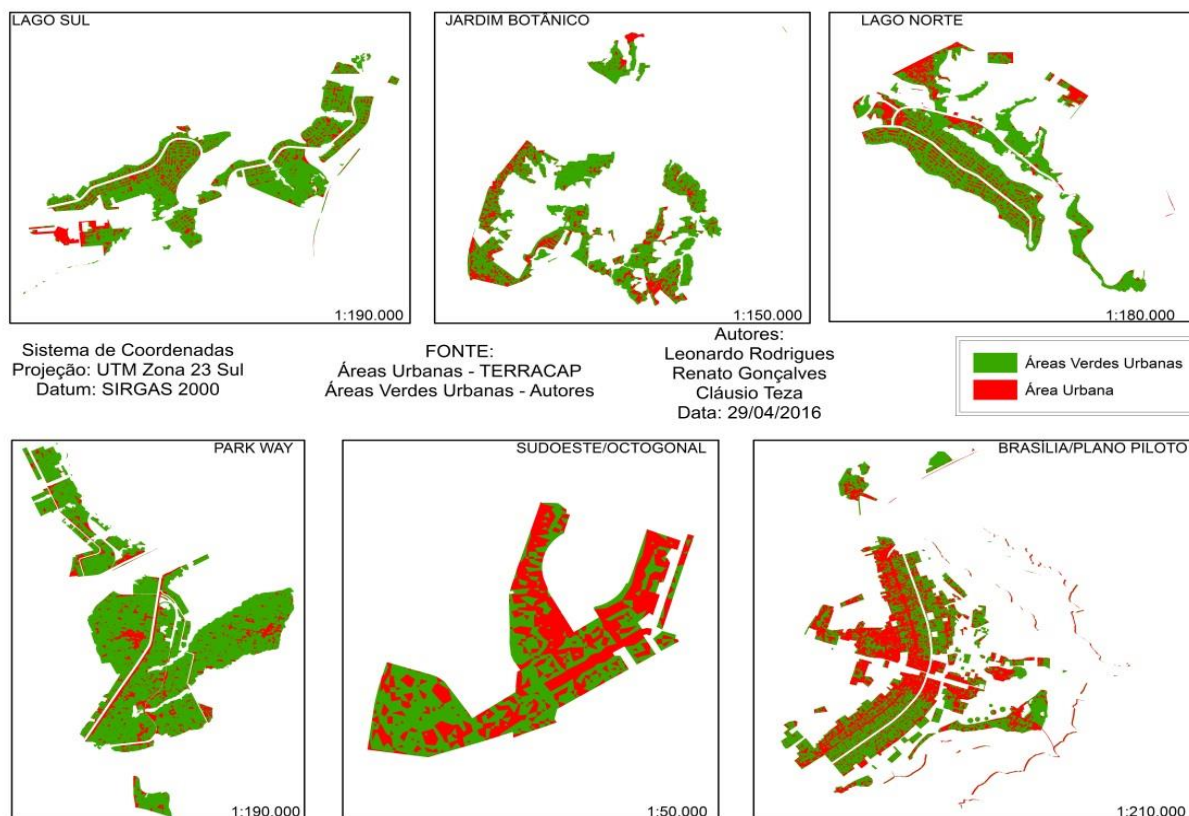 LAGO SUL
1:190.000
JARDIM BOTÂNICO
1:150.000
LAGO NORTE
1:180.000
Sistema de Coordenadas
Projeção: UTM Zona 23 Sul
Datum: SIRGAS 2000
FONTE:
Áreas Urbanas - TERRACAP
Áreas Verdes Urbanas - Autores
Autores:
Leonardo Rodrigues
Renato Gonçalves
Cláusio Teza
Data: 29/04/2016
Áreas Verdes Urbanas
Área Urbana
PARK WAY
1:190.000
SUDOESTE/OCTOGONAL
1:50.000
BRASÍLIA/PLANO PILOTO
1:210.000